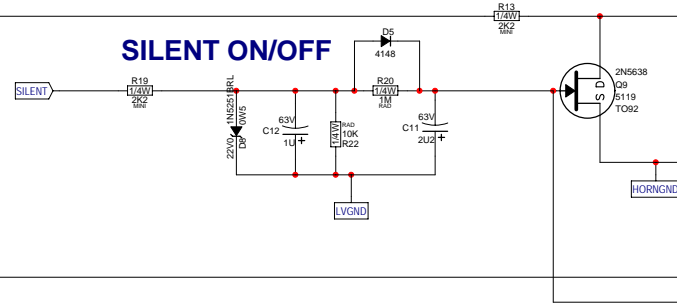 R13
1/4W
2K2
MINI
SILENT ON/OFF
D5
4148
SILENT
R19
1/4W
2K2
MINI
1N5251BRL
0W5
22V0
D8
63V
C12
1U
+
RAD
10K
R22
1/4W
R20
1/4W
1M
RAD
63V
C11
2U2
+
2N5638
Q9
5119
TO92
D
S
LVGND
HORNGND